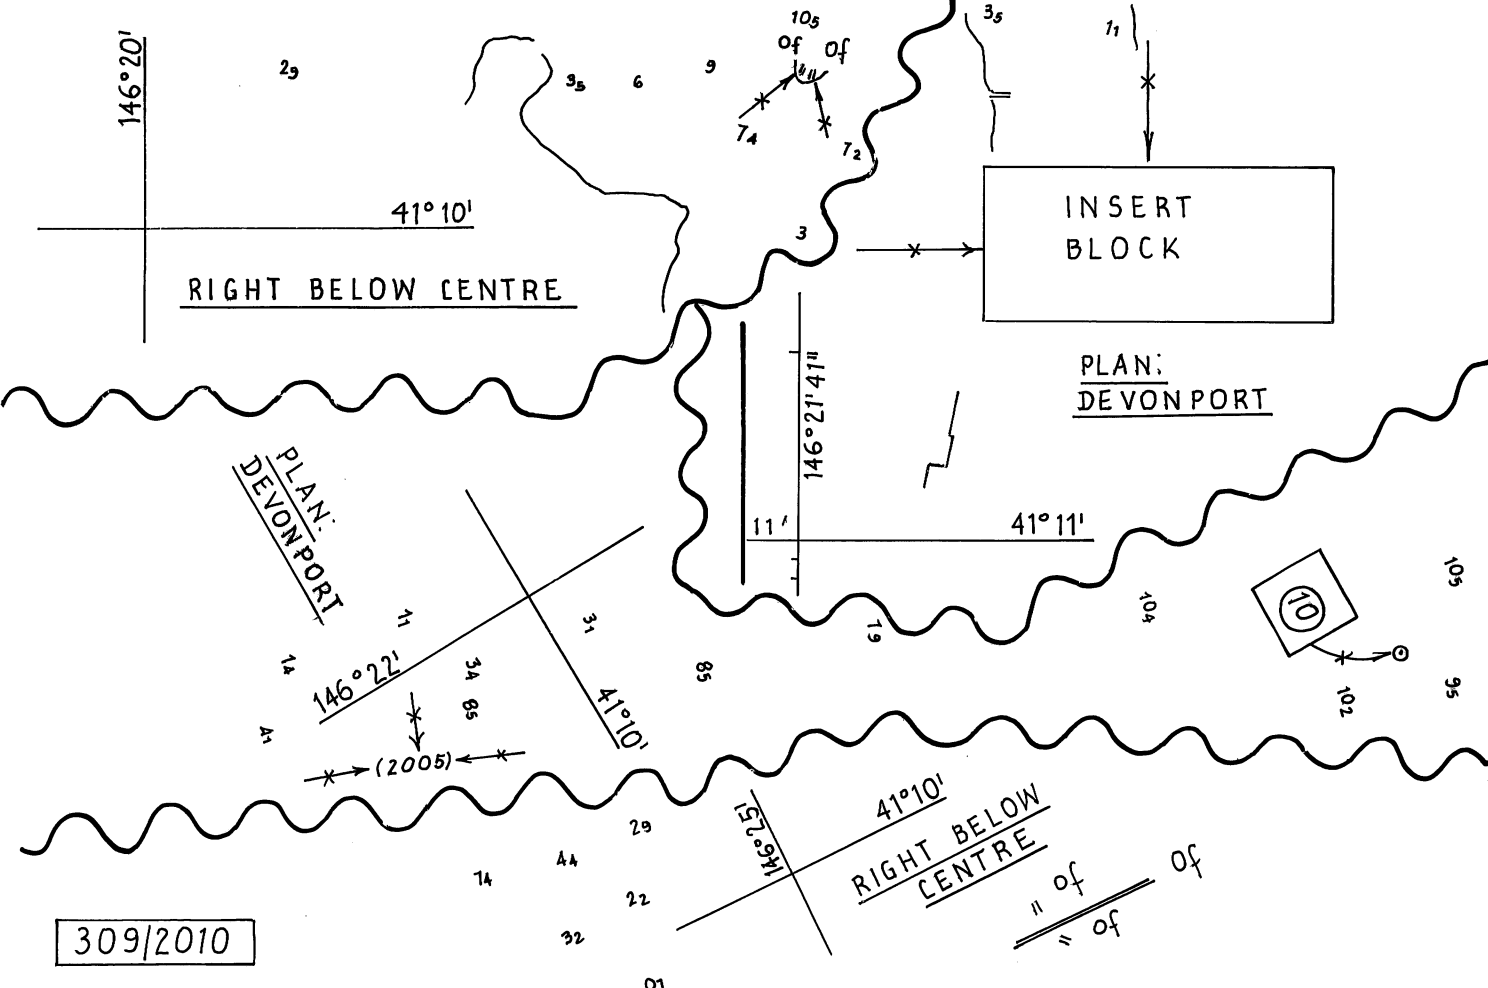 146°20'
29
35
6
9
105
Of
Of
74
72
35
11
41°10'
RIGHT BELOW CENTRE
3
INSERT
BLOCK
146°21'41"
PLAN:
DEVONPORT
11'
41°11'
PLAN:
DEVONPORT
11
31
14
146°22'
34
85
41
41°10'
(2005)
85
79
104
10
105
102
95
29
44
74
22
32
146°25'
41°10'
RIGHT BELOW
CENTRE
" Of
Of
" Of
309/2010